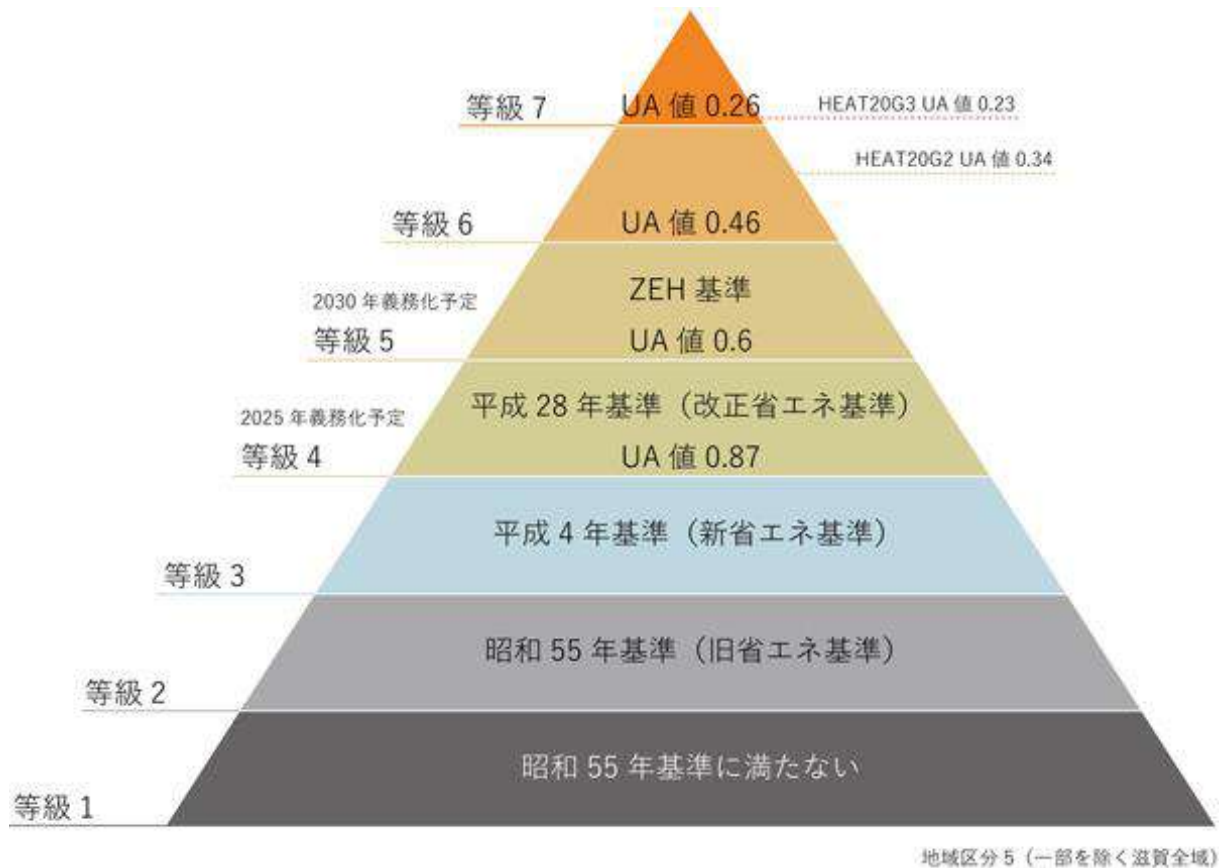 等級 7
UA 値 0.26
HEAT20G3 UA 値 0.23
HEAT20G2 UA 値 0.34
等級 6
UA 値 0.46
ZEH 基準
2030 年義務化予定
等級 5
UA 値 0.6
平成 28 年基準（改正省エネ基準）
2025 年義務化予定
等級 4
UA 値 0.87
平成 4 年基準（新省エネ基準）
等級 3
昭和 55 年基準（旧省エネ基準）
等級 2
昭和 55 年基準に満たない
等級 1
地域区分 5（一部を除く滋賀全域）